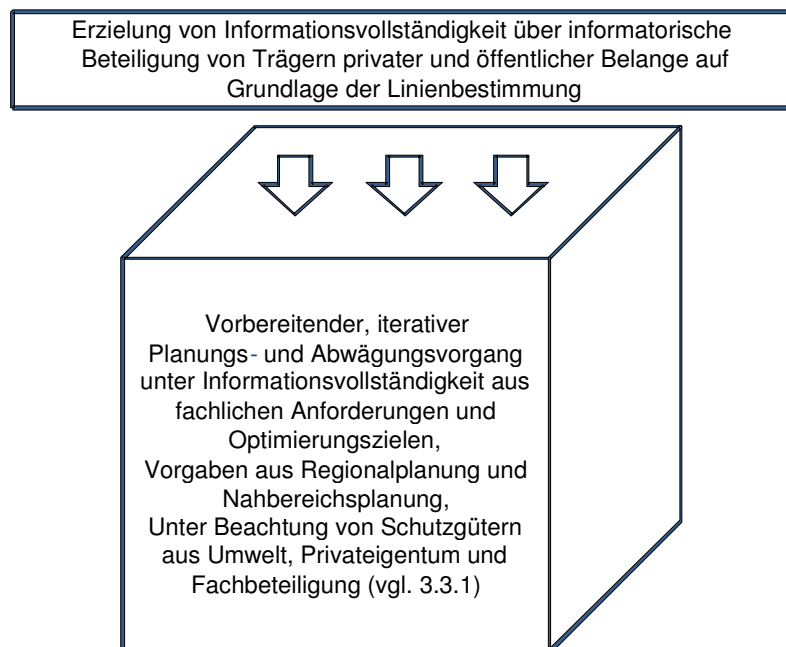 Erzielung von Informationsvollständigkeit über informatorische
Beteiligung von Trägern privater und öffentlicher Belange auf
Grundlage der Linienbestimmung
Vorbereitender, iterativer
Planungs- und Abwägungsvorgang
unter Informationsvollständigkeit aus
fachlichen Anforderungen und
Optimierungszielen,
Vorgaben aus Regionalplanung und
Nahbereichsplanung,
Unter Beachtung von Schutzgütern
aus Umwelt, Privateigentum und
Fachbeteiligung (vgl. 3.3.1)